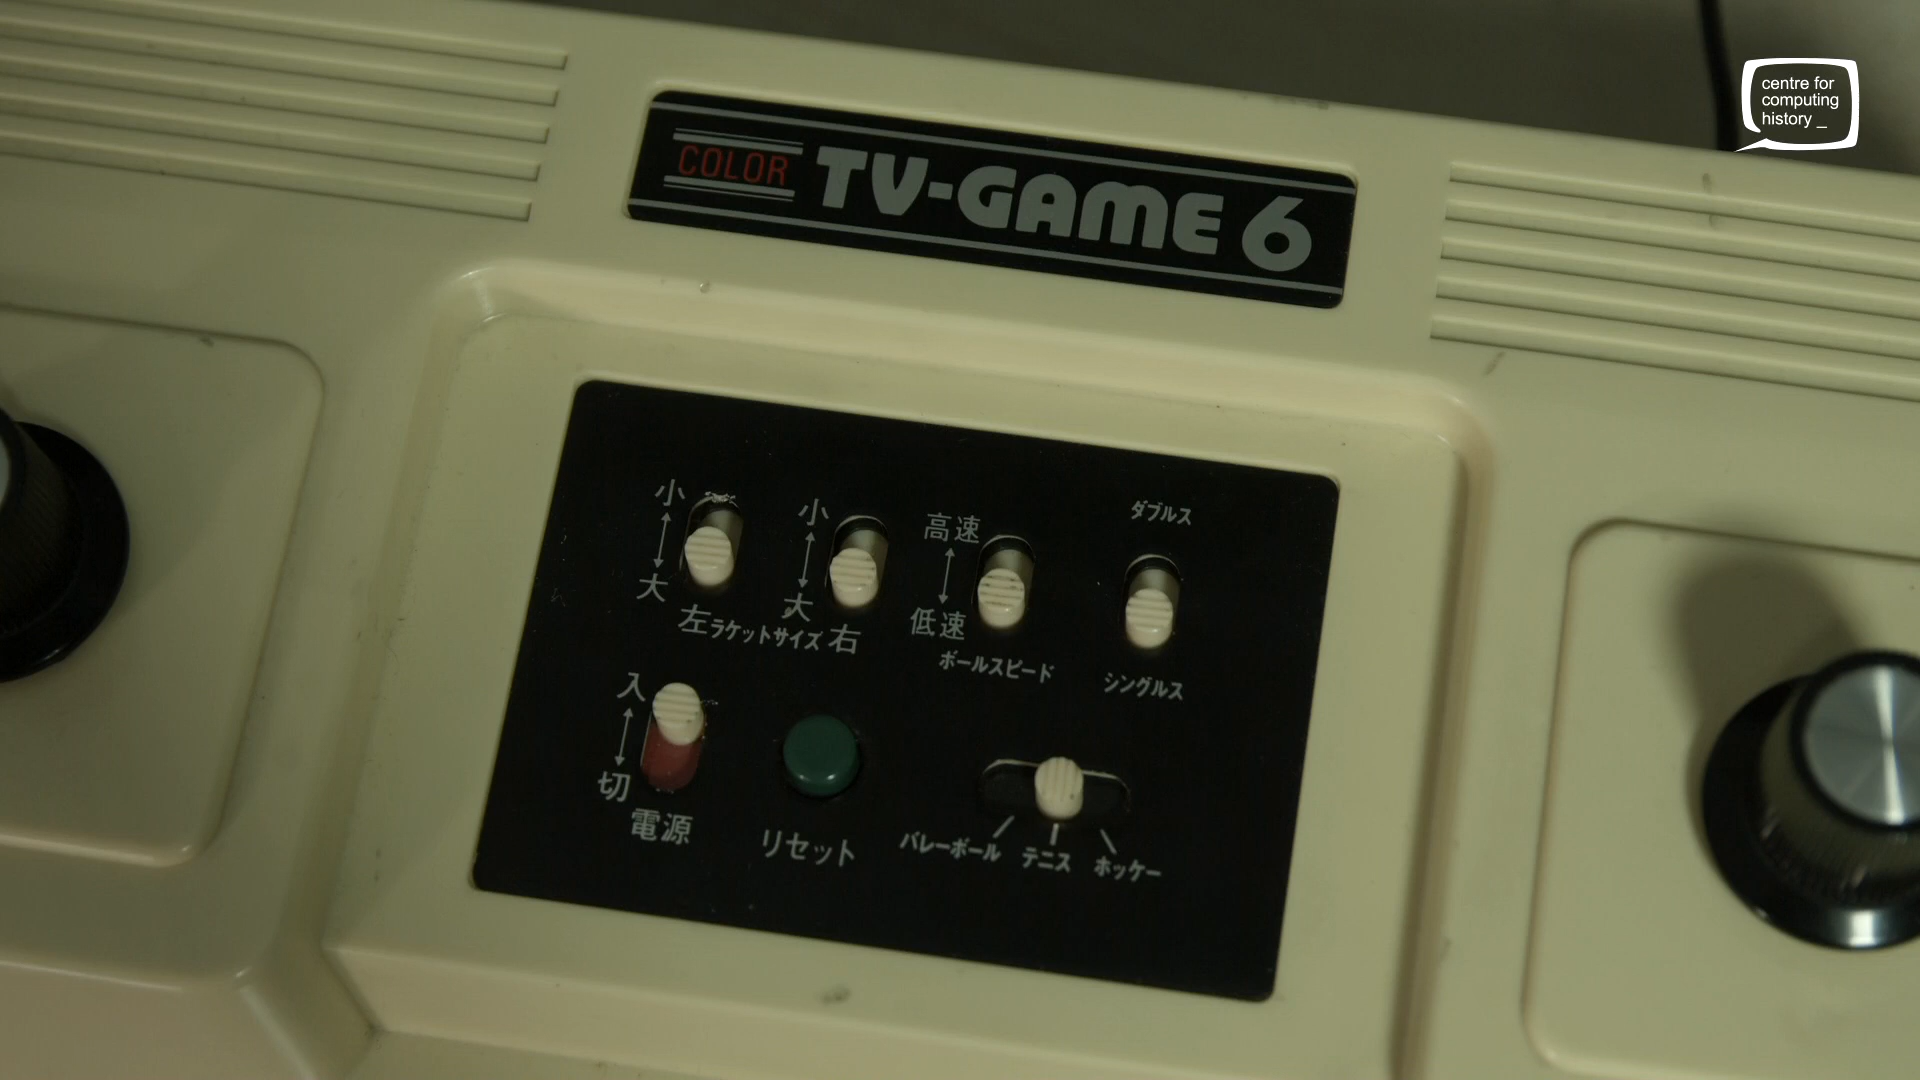 centre for
computing
history _
COLOR TV-GAME 6
小
大
左ラケットサイズ右
小
大
高速
低速
ボールスピード
ダブルス
シングルス
入
切
電源
リセット
バレーボール テニス ホッケー